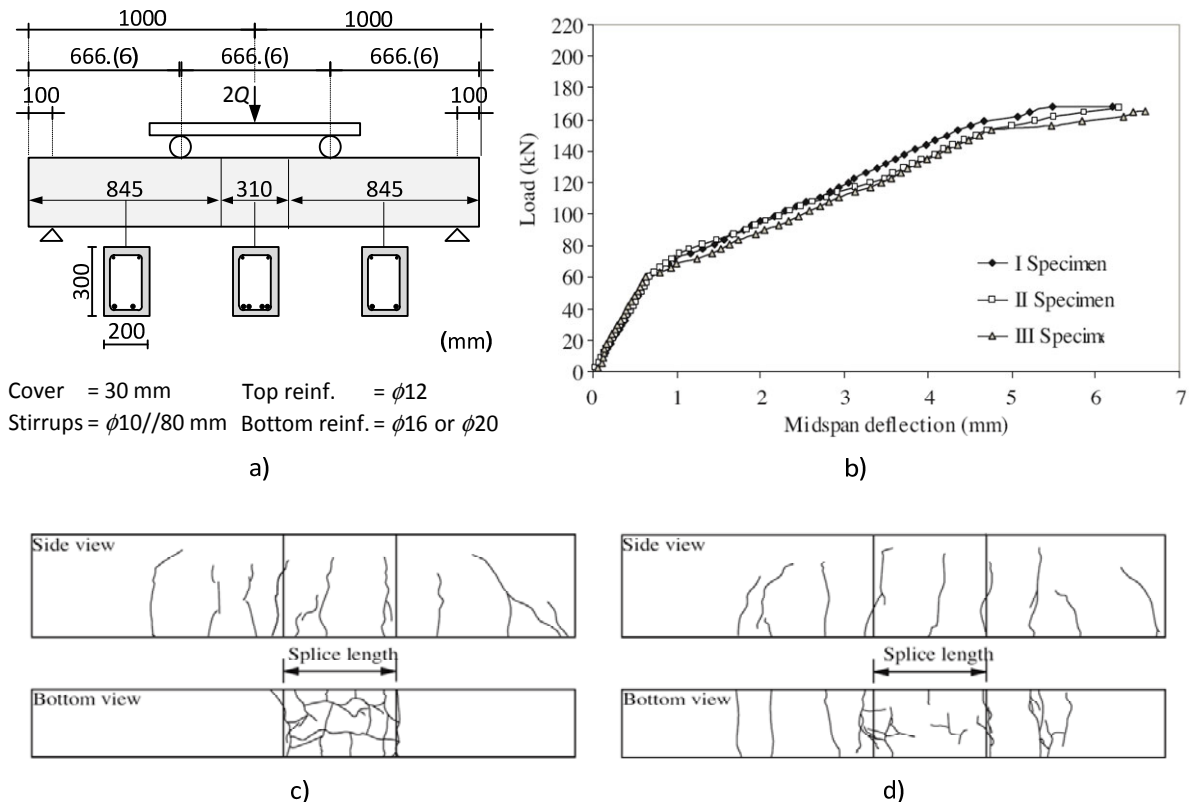 1000 1000
666.(6) 666.(6) 666.(6)
100 2Q 100
845 310 845
300
200
(mm)
Cover = 30 mm Top reinf. = ϕ12
Stirrups = ϕ10//80 mm Bottom reinf. = ϕ16 or ϕ20
a)
Load (kN)
220
200
180
160
140
120
100
80
60
40
20
0
0 1 2 3 4 5 6 7
Midspan deflection (mm)
I Specimen
II Specimen
III Specim
b)
Side view
Splice length
Bottom view
c)
Side view
Splice length
Bottom view
d)